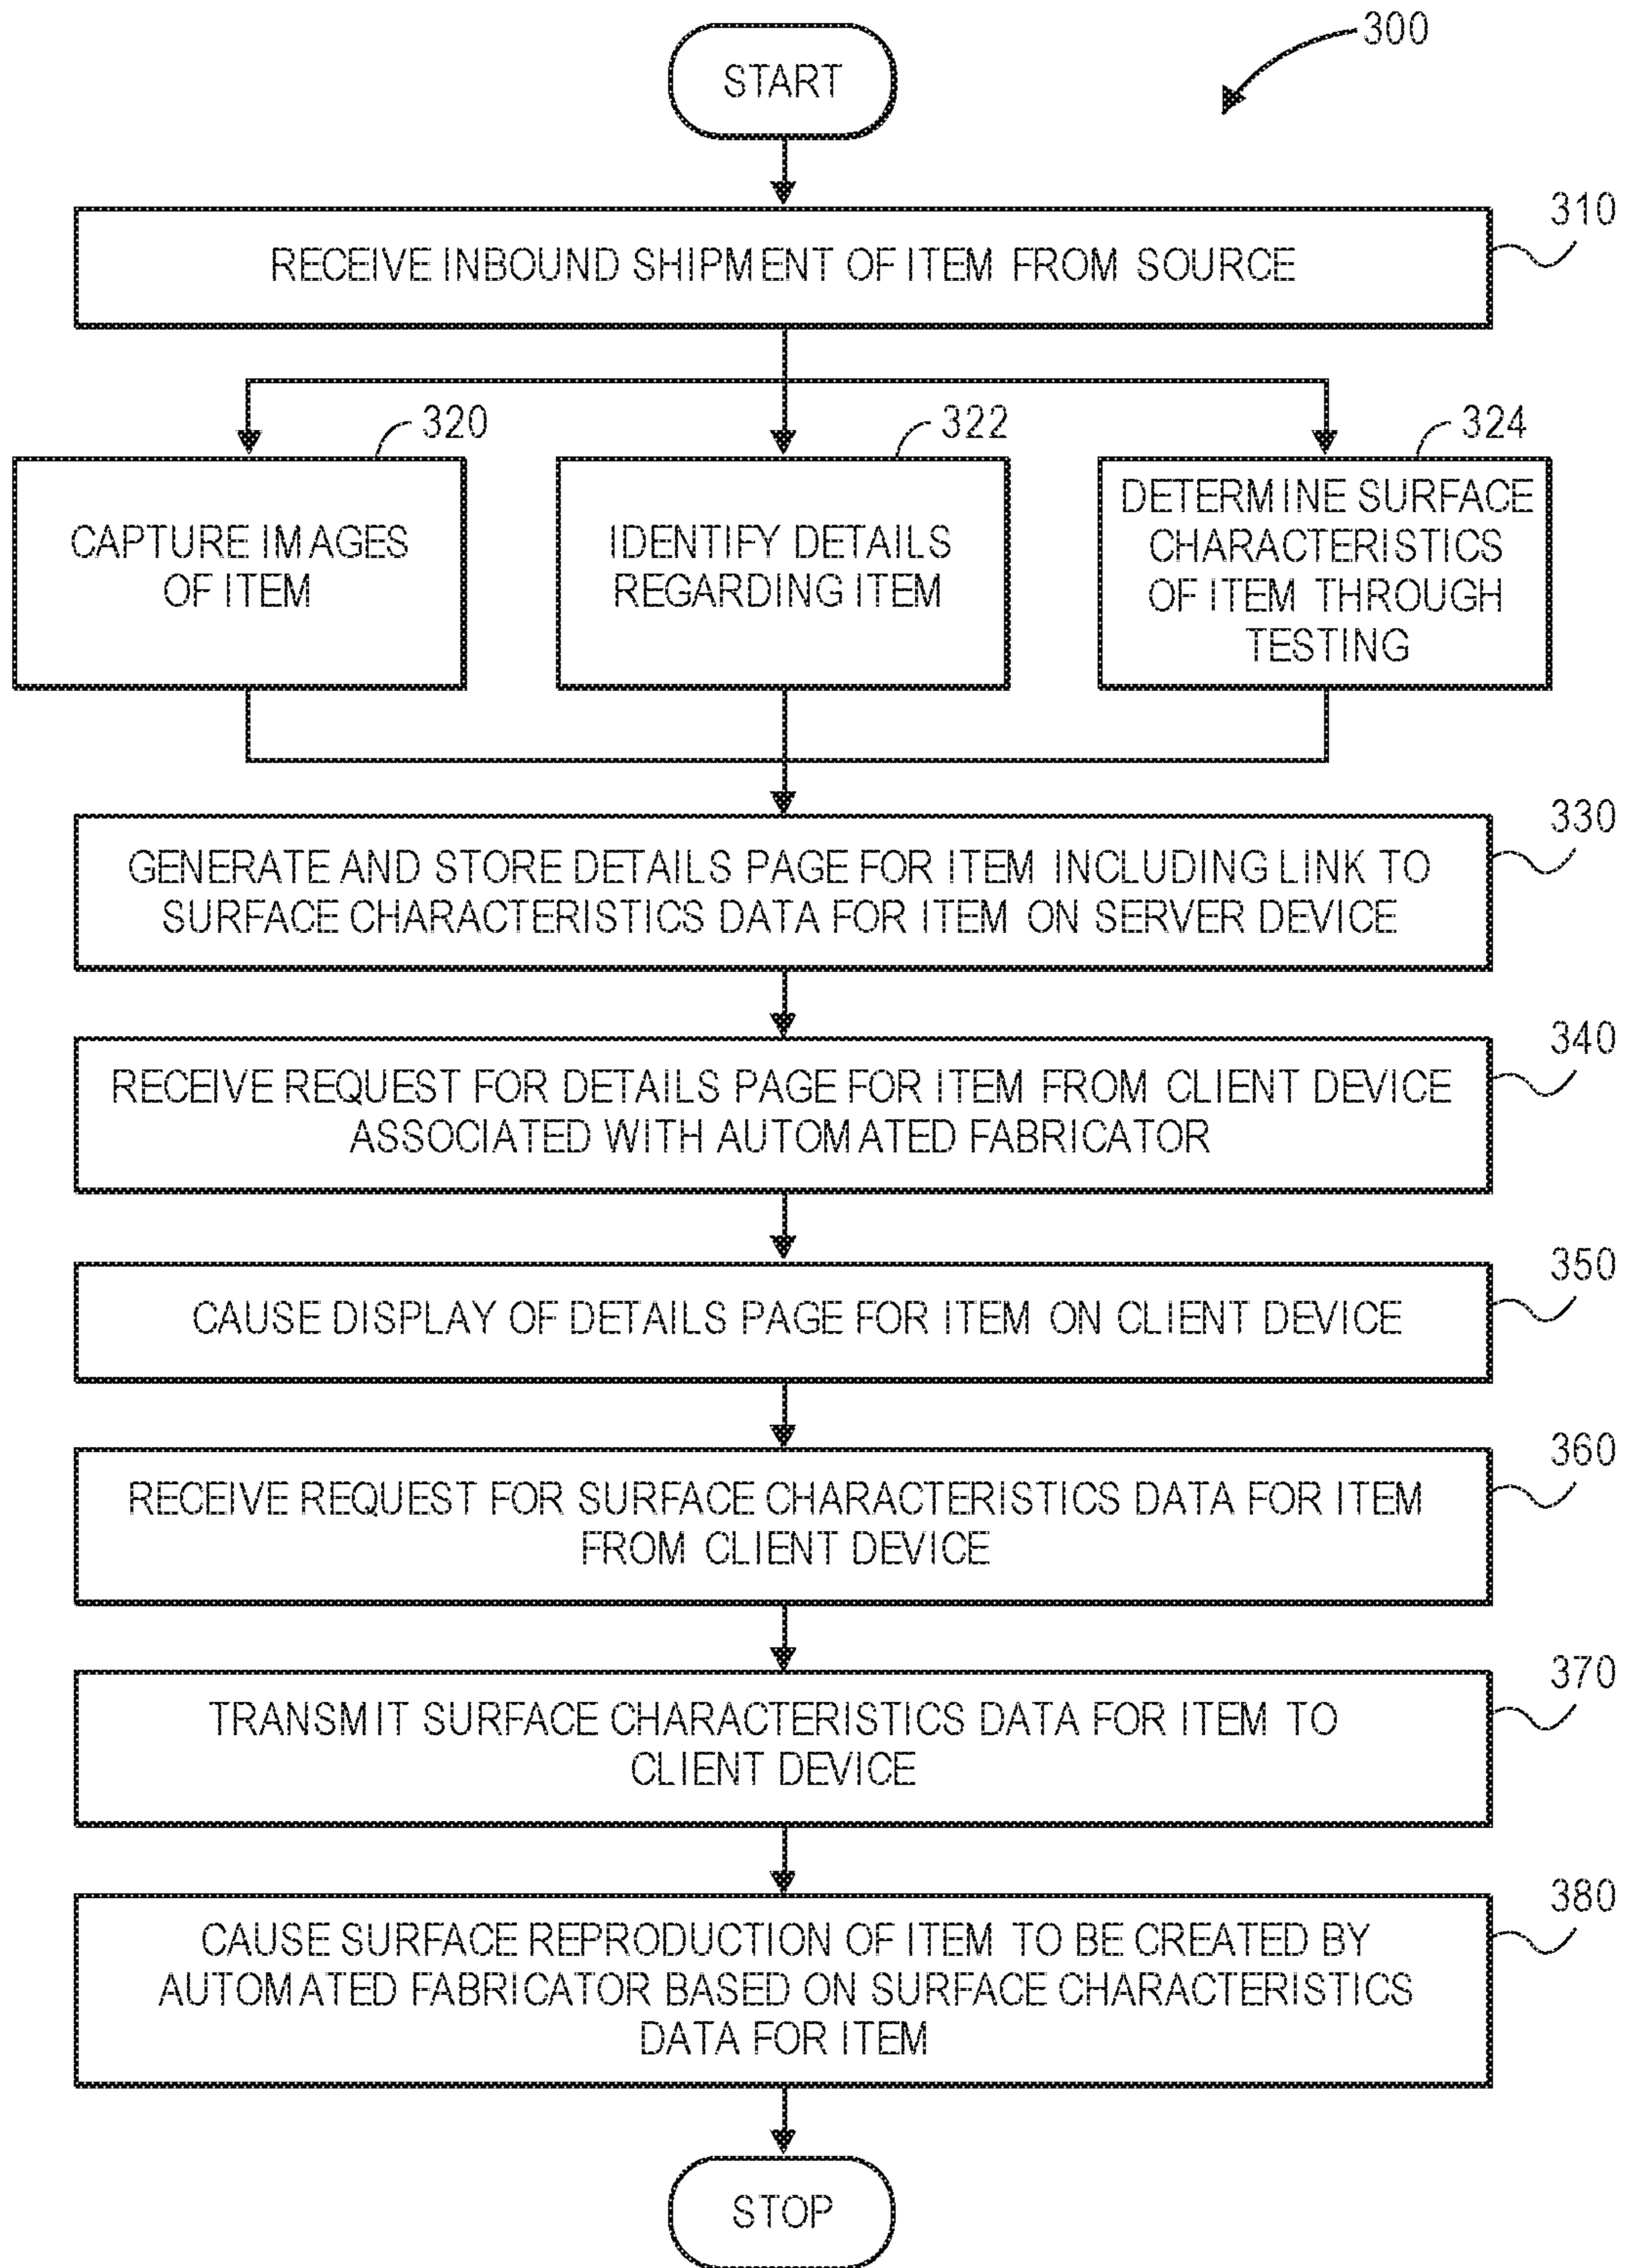 300
START
310
RECEIVE INBOUND SHIPMENT OF ITEM FROM SOURCE
320
322
324
CAPTURE IMAGES
OF ITEM
IDENTIFY DETAILS
REGARDING ITEM
DETERMINE SURFACE
CHARACTERISTICS
OF ITEM THROUGH
TESTING
330
GENERATE AND STORE DETAILS PAGE FOR ITEM INCLUDING LINK TO
SURFACE CHARACTERISTICS DATA FOR ITEM ON SERVER DEVICE
340
RECEIVE REQUEST FOR DETAILS PAGE FOR ITEM FROM CLIENT DEVICE
ASSOCIATED WITH AUTOMATED FABRICATOR
350
CAUSE DISPLAY OF DETAILS PAGE FOR ITEM ON CLIENT DEVICE
360
RECEIVE REQUEST FOR SURFACE CHARACTERISTICS DATA FOR ITEM
FROM CLIENT DEVICE
370
TRANSMIT SURFACE CHARACTERISTICS DATA FOR ITEM TO
CLIENT DEVICE
380
CAUSE SURFACE REPRODUCTION OF ITEM TO BE CREATED BY
AUTOMATED FABRICATOR BASED ON SURFACE CHARACTERISTICS
DATA FOR ITEM
STOP